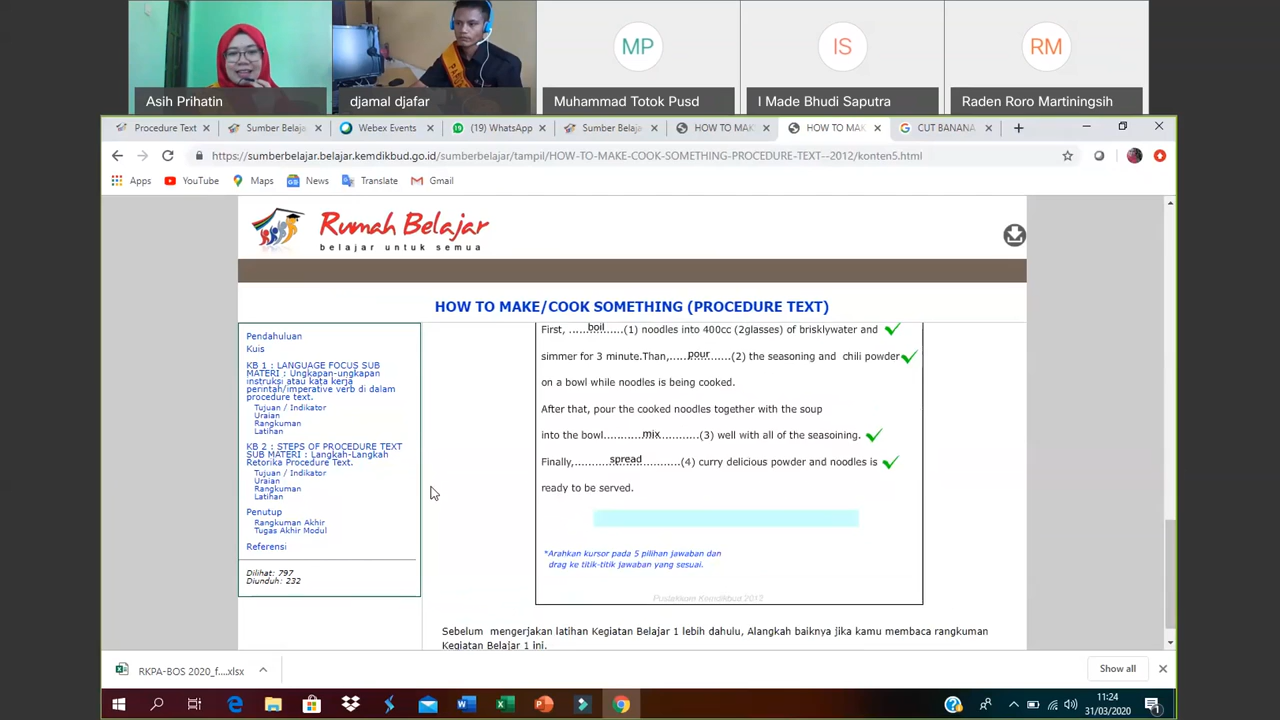 MP
IS
RM
Asih Prihatin
djamal djafar
Muhammad Totok Pusd
I Made Bhudi Saputra
Raden Roro Martiningsih
Procedure Text
Sumber Belaja
Webex Events
(19) WhatsApp
Sumber Belaja
HOW TO MAK
HOW TO MAK
CUT BANANA
https://sumberbelajar.belajar.kemdikbud.go.id/sumberbelajar/tampil/HOW-TO-MAKE-COOK-SOMETHING-PROCEDURE-TEXT--2012/konten5.html
Apps YouTube Maps News Translate Gmail
Rumah Belajar
belajar untuk semua
HOW TO MAKE/COOK SOMETHING (PROCEDURE TEXT)
Pendahuluan
Kuis
KB 1 : LANGUAGE FOCUS SUB
MATERI : Ungkapan-ungkapan
instruksi atau kata kerja
perintah/imperative verb di dalam
procedure text.
Tujuan / Indikator
Uraian
Rangkuman
Latihan
KB 2 : STEPS OF PROCEDURE TEXT
SUB MATERI : Langkah-Langkah
Retorika Procedure Text.
Tujuan / Indikator
Uraian
Rangkuman
Latihan
Penutup
Rangkuman Akhir
Tugas Akhir Modul
Referensi
Dilihat: 797
Diunduh: 232
First, ......boil......(1) noodles into 400cc (2glasses) of brisklywater and
simmer for 3 minute.Than,.....pour......(2) the seasoning and chili powder
on a bowl while noodles is being cooked.
After that, pour the cooked noodles together with the soup
into the bowl..........mix............(3) well with all of the seasoining.
Finally,..........spread...........(4) curry delicious powder and noodles is
ready to be served.
*Arahkan kursor pada 5 pilihan jawaban dan
drag ke titik-titik jawaban yang sesuai.
Pustekkom Kemdikbud 2012
Sebelum mengerjakan latihan Kegiatan Belajar 1 lebih dahulu, Alangkah baiknya jika kamu membaca rangkuman
Kegiatan Belajar 1 ini.
RKPA-BOS 2020_f....xlsx
Show all
11:24
31/03/2020